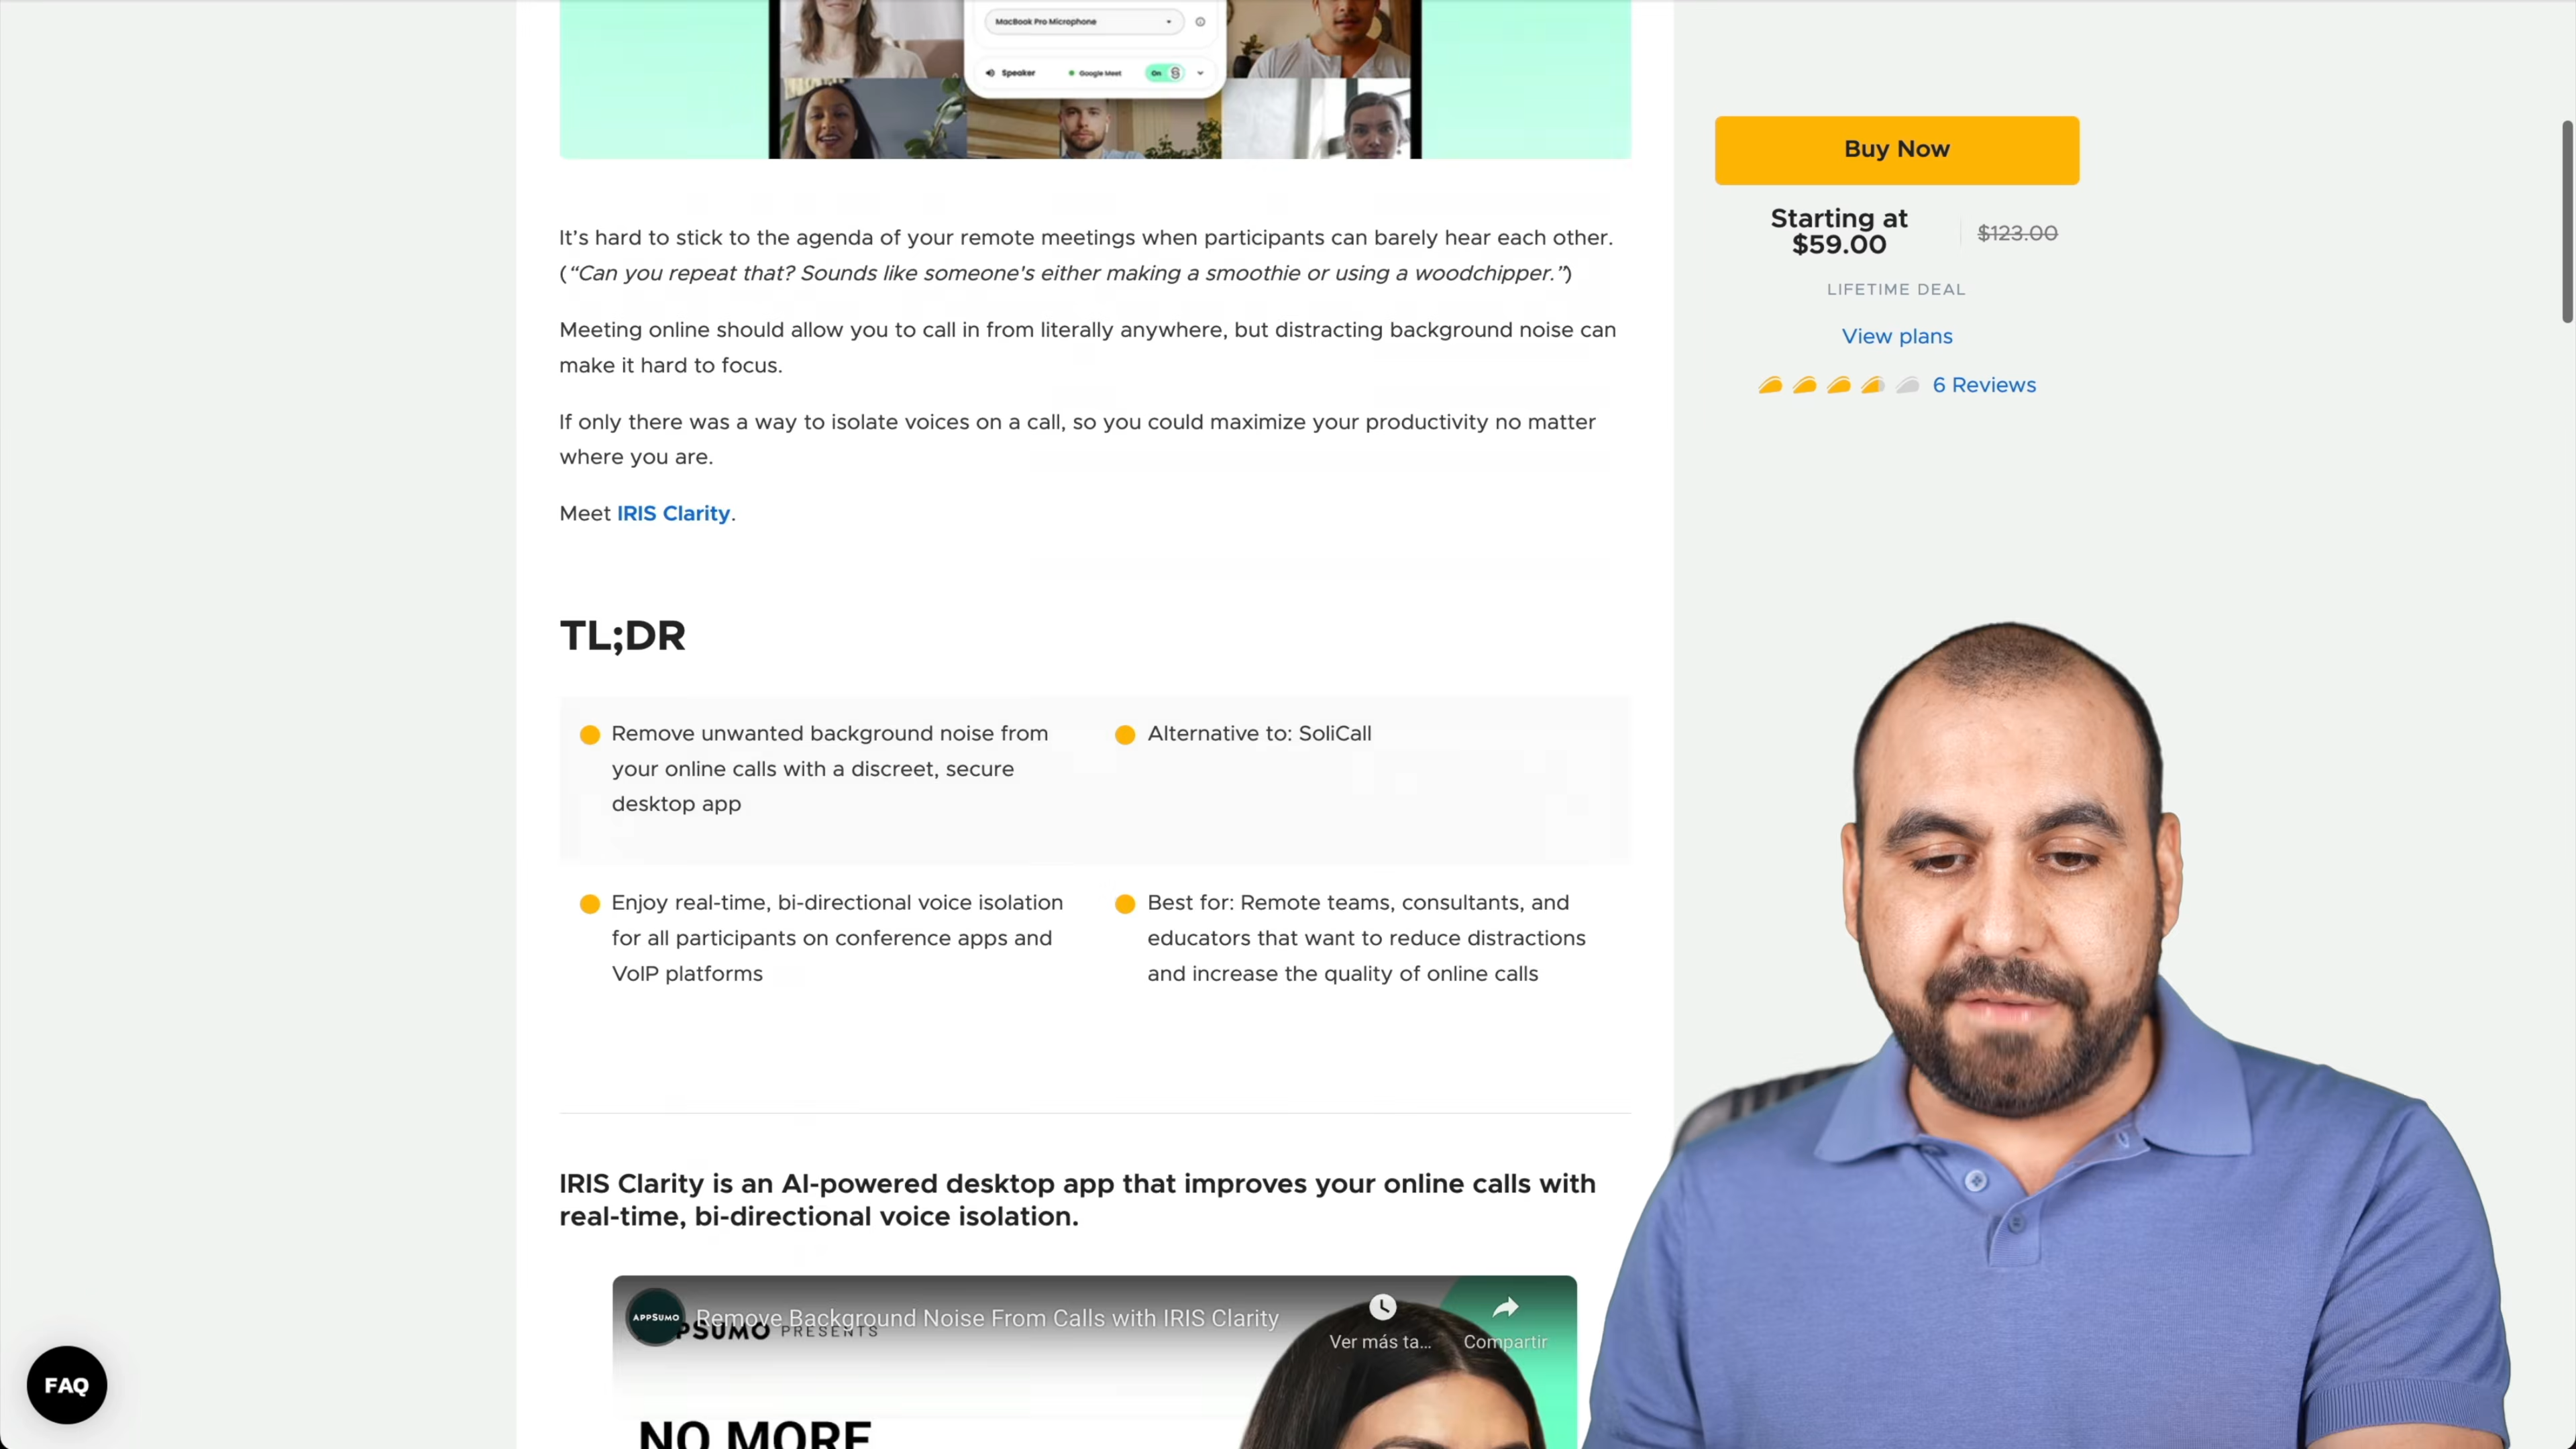 MacBook Pro Microphone
Speaker
Google Meet
On
Buy Now
Starting at
$59.00
$123.00
LIFETIME DEAL
View plans
6 Reviews
It's hard to stick to the agenda of your remote meetings when participants can barely hear each other.
(“Can you repeat that? Sounds like someone's either making a smoothie or using a woodchipper.”)
Meeting online should allow you to call in from literally anywhere, but distracting background noise can
make it hard to focus.
If only there was a way to isolate voices on a call, so you could maximize your productivity no matter
where you are.
Meet IRIS Clarity.
TL;DR
Remove unwanted background noise from
your online calls with a discreet, secure
desktop app
Alternative to: SoliCall
Enjoy real-time, bi-directional voice isolation
for all participants on conference apps and
VoIP platforms
Best for: Remote teams, consultants, and
educators that want to reduce distractions
and increase the quality of online calls
IRIS Clarity is an AI-powered desktop app that improves your online calls with
real-time, bi-directional voice isolation.
APPSUMO
Remove Background Noise From Calls with IRIS Clarity
PRESENTS
Ver más ta...
Compartir
NO MORE
FAQ